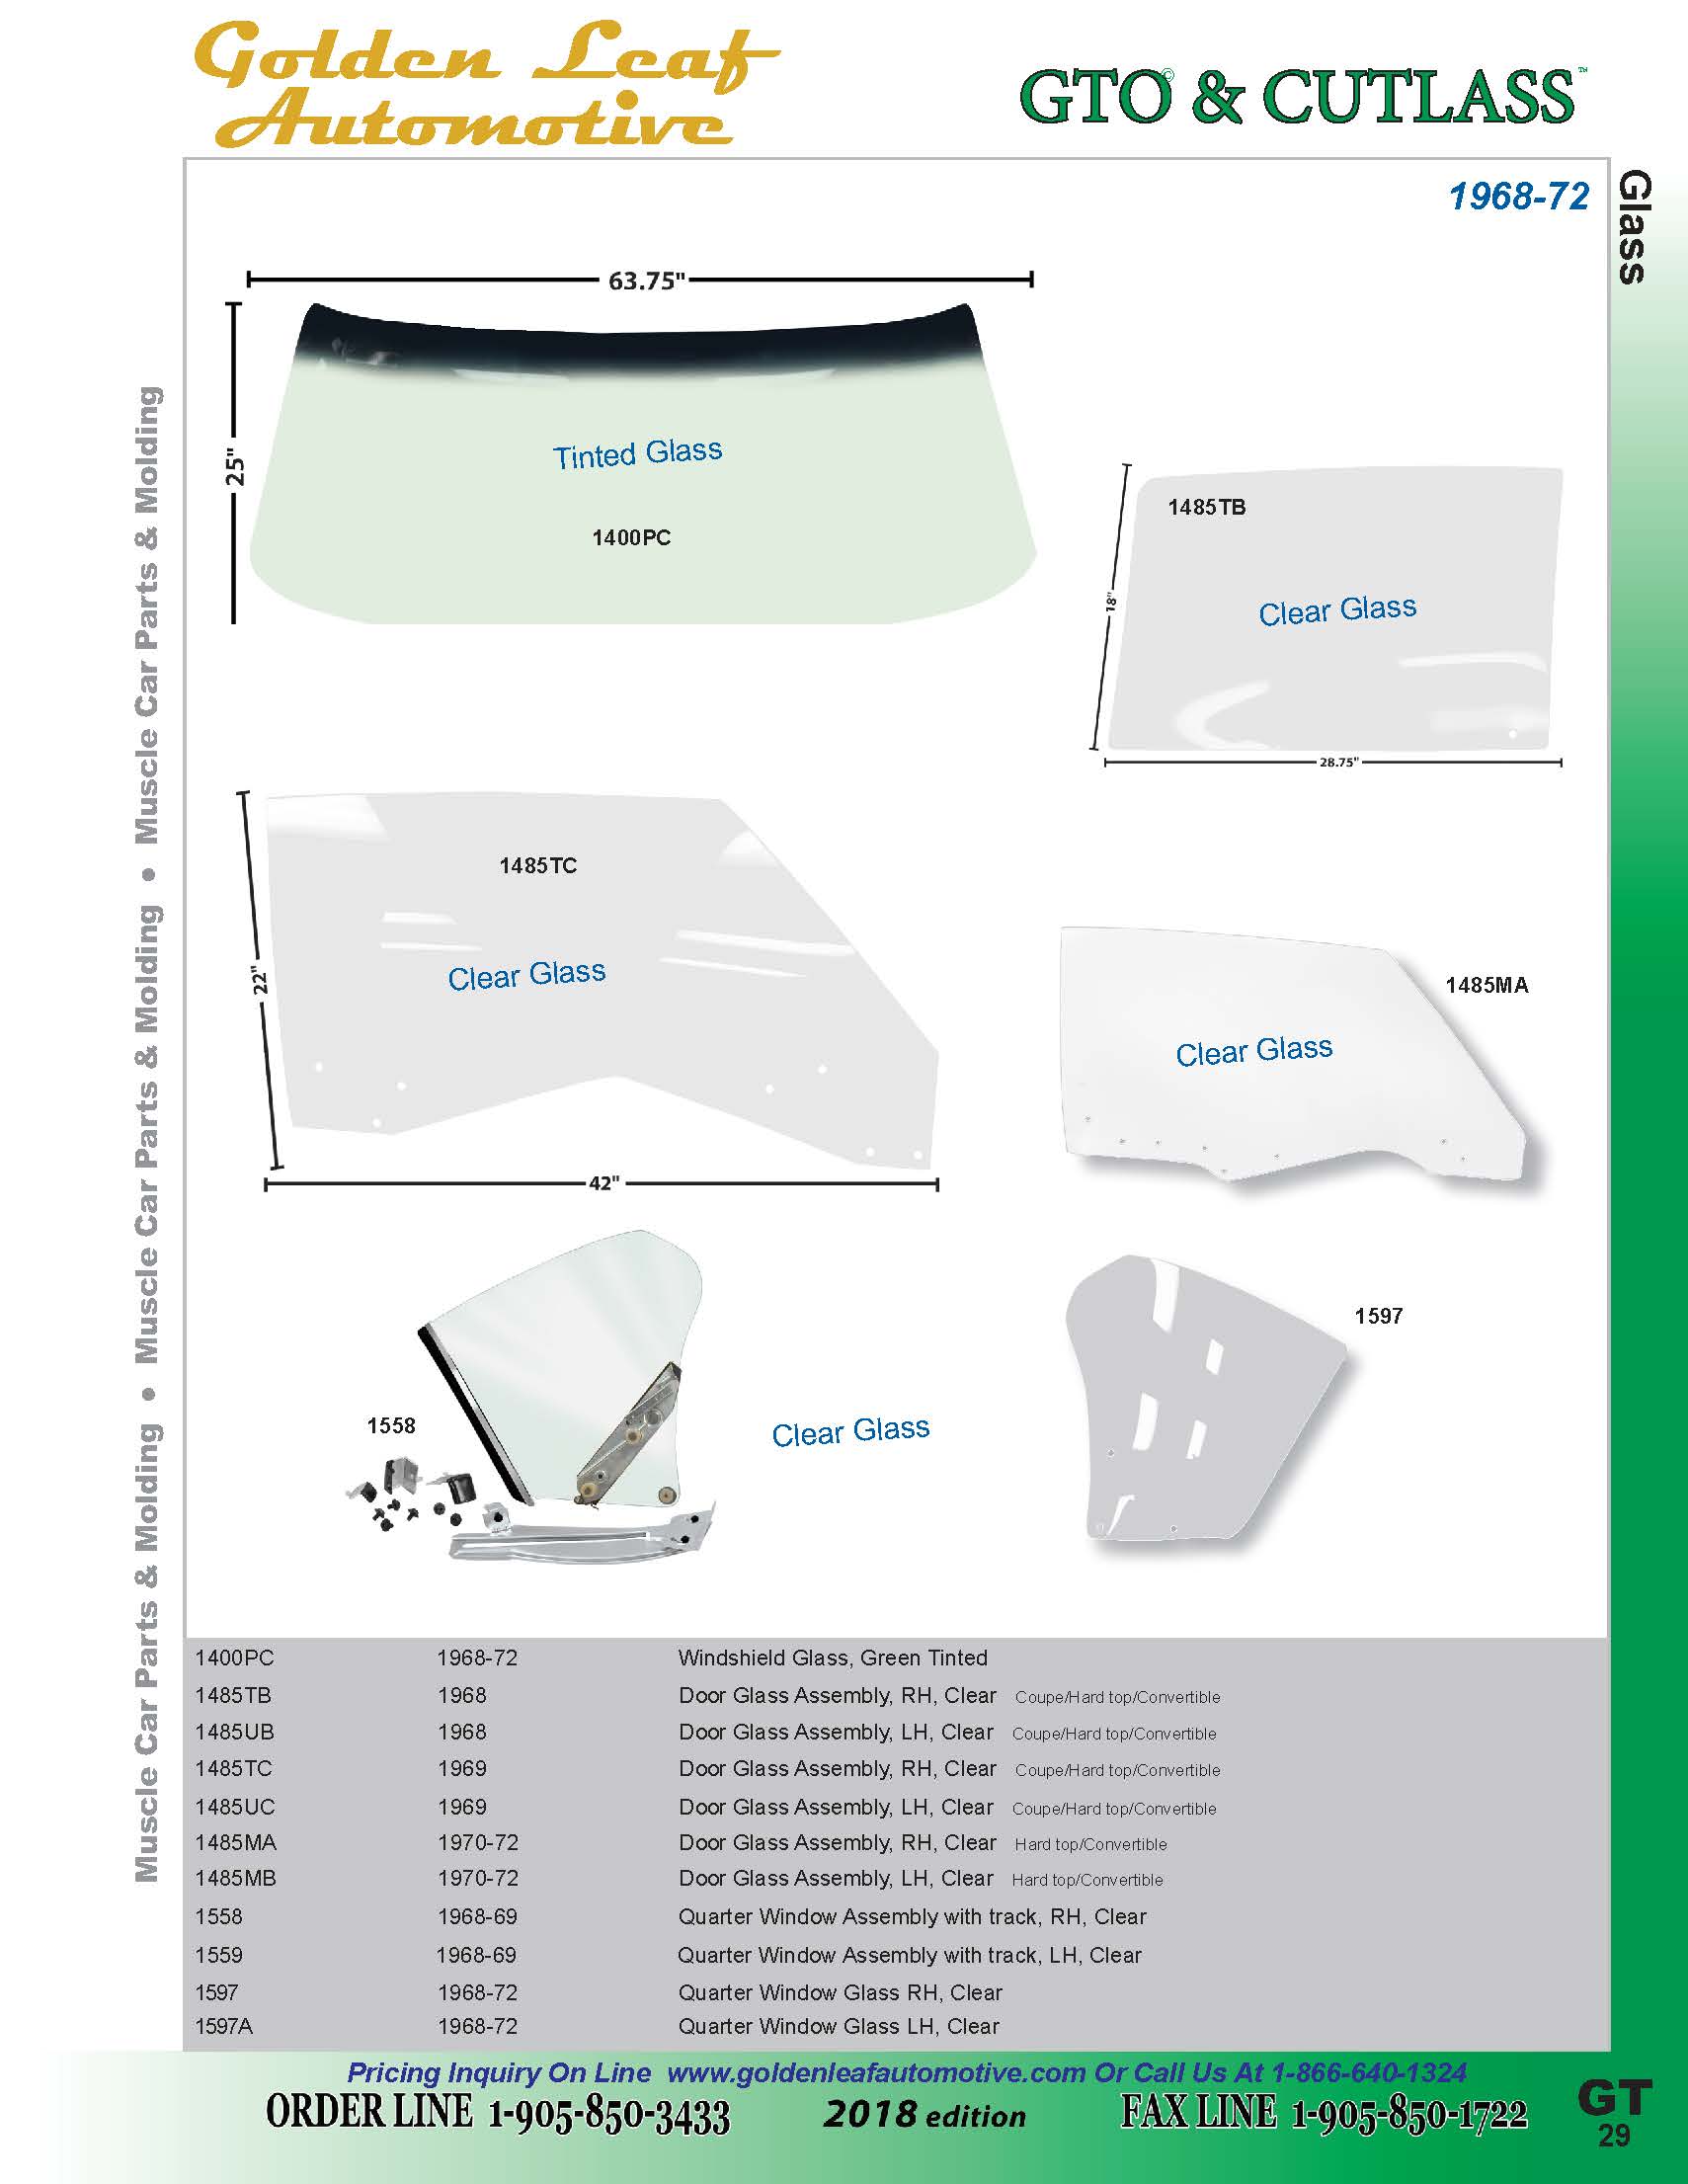 Golden Leaf
Automotive
GTO© & CUTLASS™
1968-72
Glass
Muscle Car Parts & Molding • Muscle Car Parts & Molding • Muscle Car Parts & Molding
63.75"
25"
Tinted Glass
1400PC
1485TB
18"
Clear Glass
28.75"
1485TC
22"
Clear Glass
42"
1485MA
Clear Glass
1558
Clear Glass
1597
1400PC 1968-72 Windshield Glass, Green Tinted
1485TB 1968 Door Glass Assembly, RH, Clear Coupe/Hard top/Convertible
1485UB 1968 Door Glass Assembly, LH, Clear Coupe/Hard top/Convertible
1485TC 1969 Door Glass Assembly, RH, Clear Coupe/Hard top/Convertible
1485UC 1969 Door Glass Assembly, LH, Clear Coupe/Hard top/Convertible
1485MA 1970-72 Door Glass Assembly, RH, Clear Hard top/Convertible
1485MB 1970-72 Door Glass Assembly, LH, Clear Hard top/Convertible
1558 1968-69 Quarter Window Assembly with track, RH, Clear
1559 1968-69 Quarter Window Assembly with track, LH, Clear
1597 1968-72 Quarter Window Glass RH, Clear
1597A 1968-72 Quarter Window Glass LH, Clear
Pricing Inquiry On Line www.goldenleafautomotive.com Or Call Us At 1-866-640-1324
ORDER LINE 1-905-850-3433 2018 edition FAX LINE 1-905-850-1722
GT
29